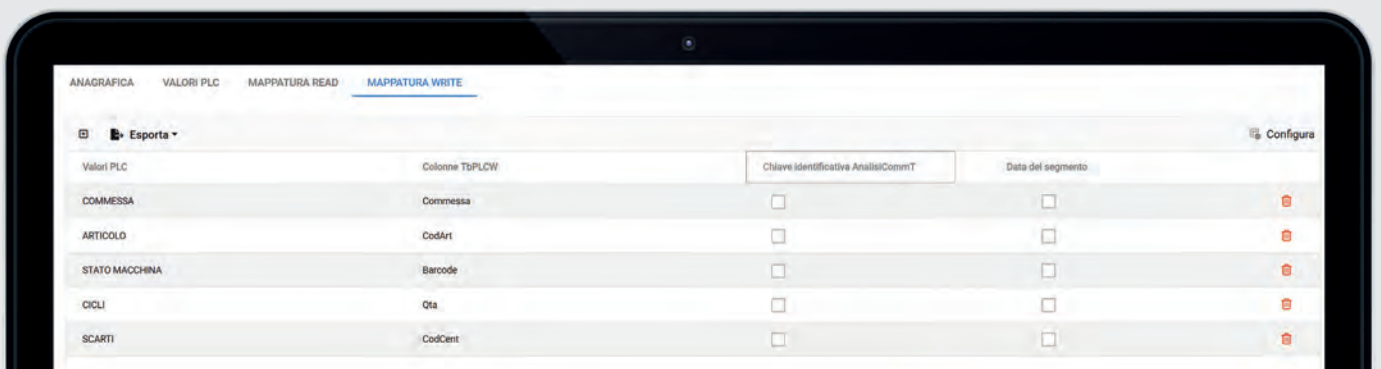 ANAGRAFICA VALORI PLC MAPPATURA READ MAPPATURA WRITE
Esporta Configura
Valori PLC Colonne TbPLCW Chiave identificativa AnalisiCommT Data del segmento
COMMESSA Commessa
ARTICOLO CodArt
STATO MACCHINA Barcode
CICLI Qta
SCARTI CodCent